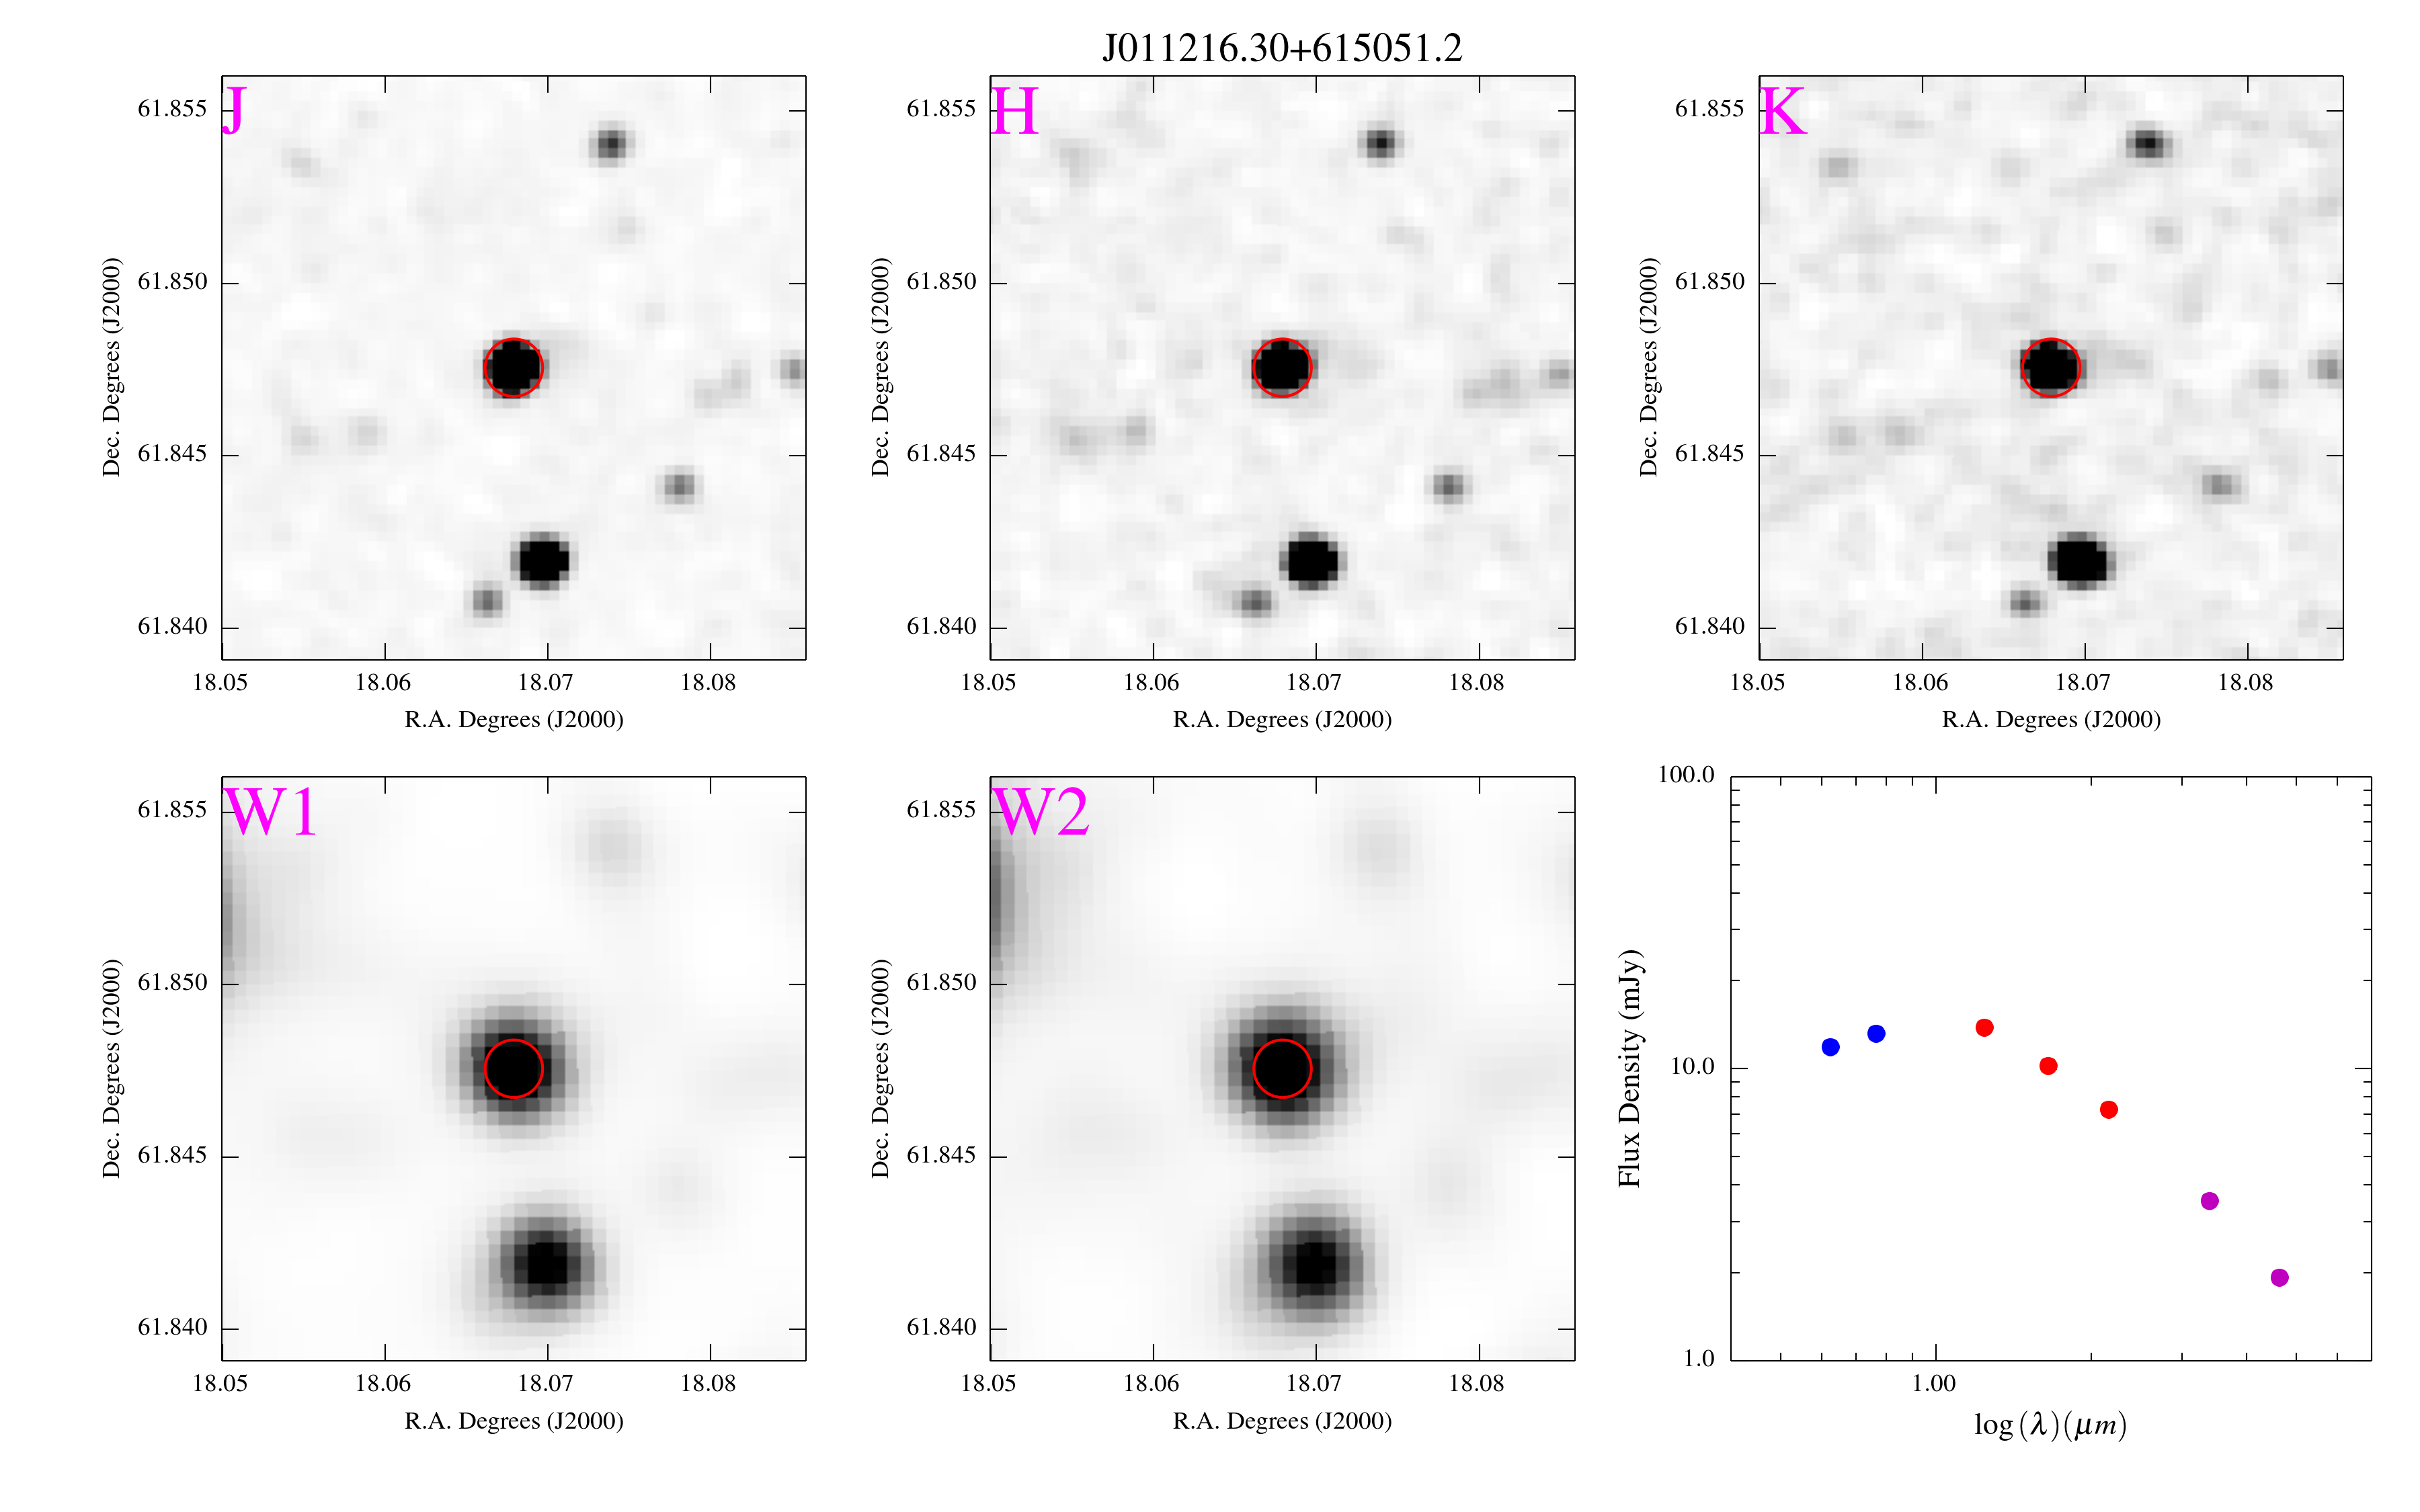 J011216.30+615051.2
J
61.855
61.850
61.845
61.840
Dec. Degrees (J2000)
18.05 18.06 18.07 18.08
R.A. Degrees (J2000)
H
61.855
61.850
61.845
61.840
Dec. Degrees (J2000)
18.05 18.06 18.07 18.08
R.A. Degrees (J2000)
K
61.855
61.850
61.845
61.840
Dec. Degrees (J2000)
18.05 18.06 18.07 18.08
R.A. Degrees (J2000)
W1
61.855
61.850
61.845
61.840
Dec. Degrees (J2000)
18.05 18.06 18.07 18.08
R.A. Degrees (J2000)
W2
61.855
61.850
61.845
61.840
Dec. Degrees (J2000)
18.05 18.06 18.07 18.08
R.A. Degrees (J2000)
100.0
10.0
1.0
Flux Density (mJy)
1.00
log(λ)(μm)